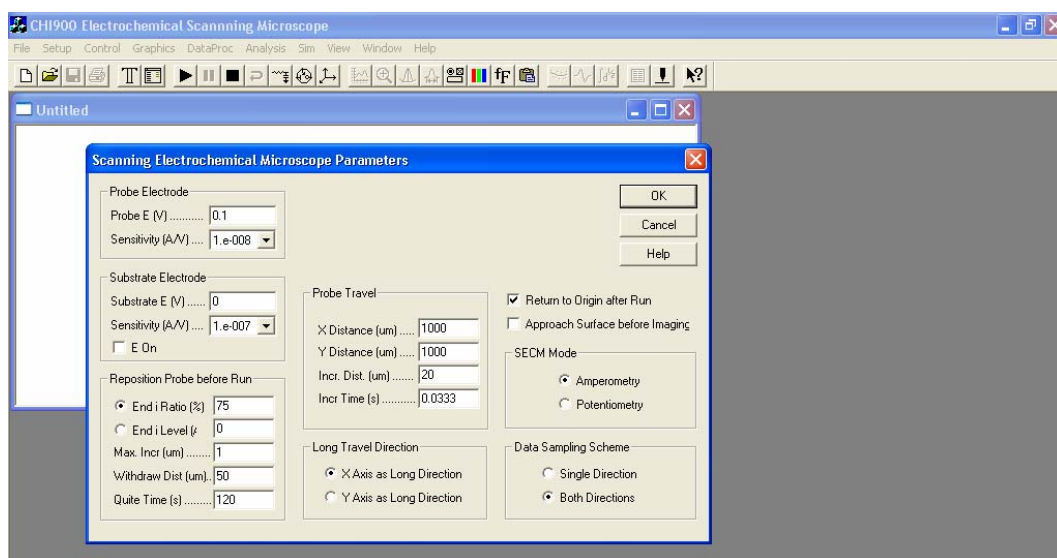 CHI900 Electrochemical Scannning Microscope
File Setup Control Graphics DataProc Analysis Sim View Window Help
Untitled
Scanning Electrochemical Microscope Parameters
Probe Electrode
Probe E (V) ........... 0.1
Sensitivity (A/V) .... 1.e-008
OK
Cancel
Help
Substrate Electrode
Substrate E (V) ...... 0
Sensitivity (A/V) .... 1.e-007
E On
Reposition Probe before Run
End i Ratio (%) 75
End i Level (A 0
Max. Incr (um) ........ 1
Withdraw Dist (um).. 50
Quite Time (s) ......... 120
Probe Travel
X Distance (um) ..... 1000
Y Distance (um) ..... 1000
Incr. Dist. (um) ....... 20
Incr Time (s) .......... 0.0333
Long Travel Direction
X Axis as Long Direction
Y Axis as Long Direction
Return to Origin after Run
Approach Surface before Imaging
SECM Mode
Amperometry
Potentiometry
Data Sampling Scheme
Single Direction
Both Directions